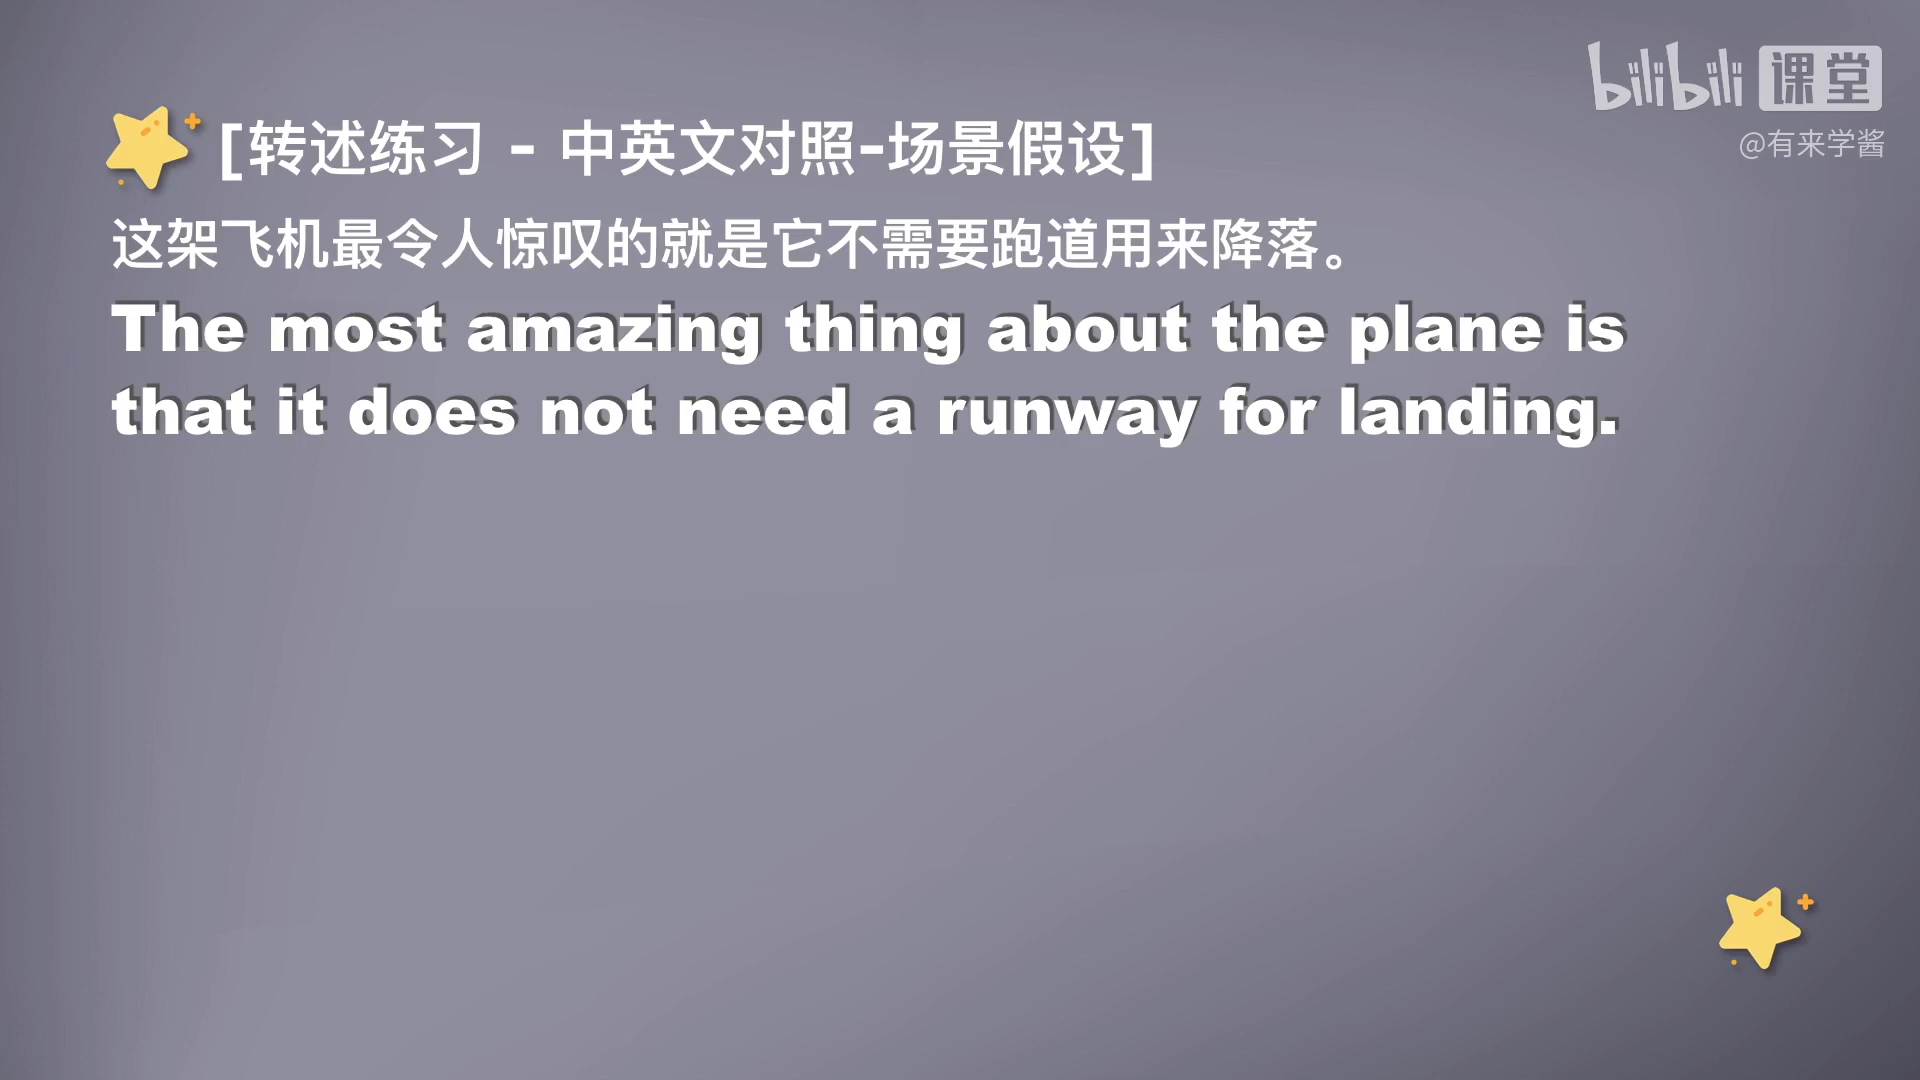 bilibili 课堂
@有来学酱
[转述练习 - 中英文对照-场景假设]
这架飞机最令人惊叹的就是它不需要跑道用来降落。
The most amazing thing about the plane is
that it does not need a runway for landing.